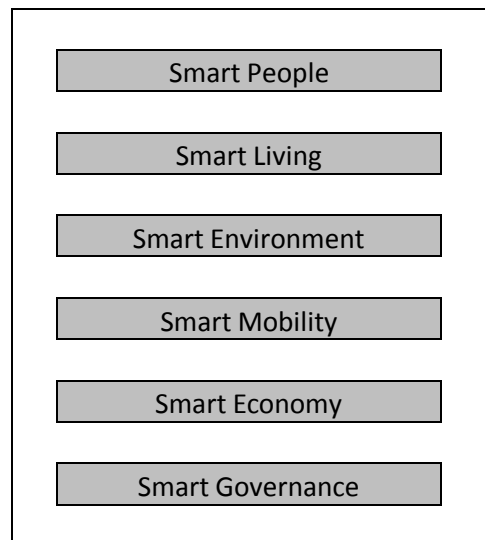 Smart People
Smart Living
Smart Environment
Smart Mobility
Smart Economy
Smart Governance